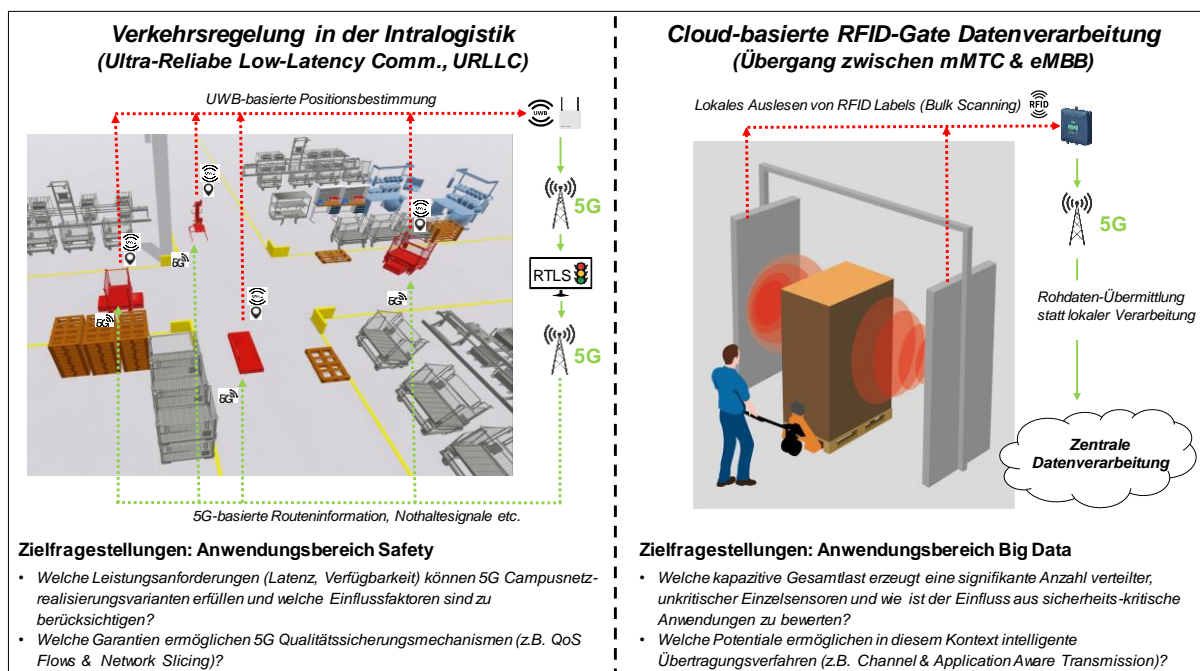 Verkehrsregelung in der Intralogistik
(Ultra-Reliabe Low-Latency Comm., URLLC)
UWB-basierte Positionsbestimmung
UWB
5G
RTLS
5G
5G
5G
5G
5G
5G-basierte Routeninformation, Nothaltesignale etc.
Zielfragestellungen: Anwendungsbereich Safety
• Welche Leistungsanforderungen (Latenz, Verfügbarkeit) können 5G Campusnetz-
realisierungsvarianten erfüllen und welche Einflussfaktoren sind zu
berücksichtigen?
• Welche Garantien ermöglichen 5G Qualitätssicherungsmechanismen (z.B. QoS
Flows & Network Slicing)?
Cloud-basierte RFID-Gate Datenverarbeitung
(Übergang zwischen mMTC & eMBB)
Lokales Auslesen von RFID Labels (Bulk Scanning)
RFID
5G
Rohdaten-Übermittlung
statt lokaler Verarbeitung
Zentrale
Datenverarbeitung
Zielfragestellungen: Anwendungsbereich Big Data
• Welche kapazitive Gesamtlast erzeugt eine signifikante Anzahl verteilter,
unkritischer Einzelsensoren und wie ist der Einfluss aus sicherheits-kritische
Anwendungen zu bewerten?
• Welche Potentiale ermöglichen in diesem Kontext intelligente
Übertragungsverfahren (z.B. Channel & Application Aware Transmission)?